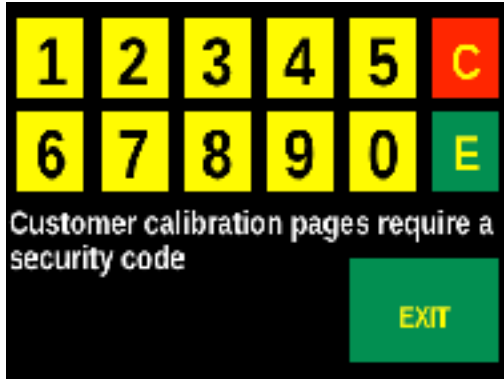 1 2 3 4 5 C
6 7 8 9 0 E
Customer calibration pages require a
security code
EXIT